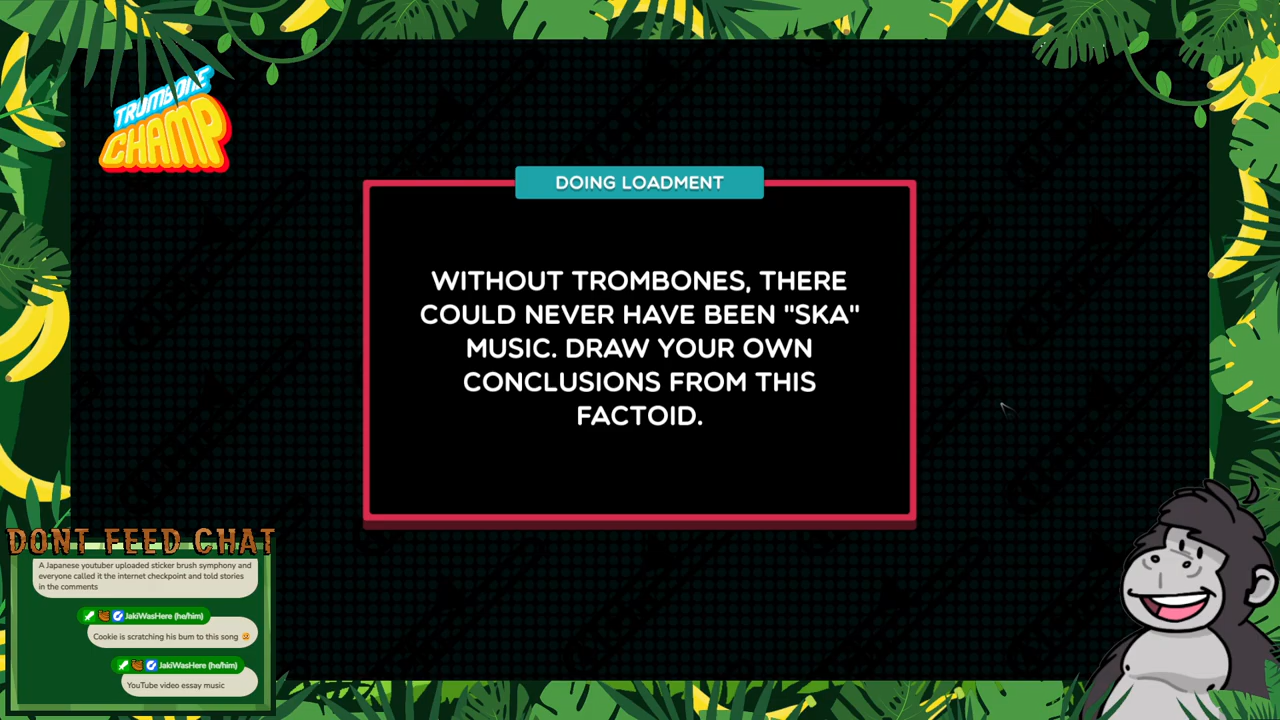 TROMBONE
CHAMP
DOING LOADMENT
WITHOUT TROMBONES, THERE
COULD NEVER HAVE BEEN "SKA"
MUSIC. DRAW YOUR OWN
CONCLUSIONS FROM THIS
FACTOID.
DONT FEED CHAT
A Japanese youtuber uploaded sticker brush symphony and
everyone called it the internet checkpoint and told stories
in the comments
JakiWasHere (he/him)
Cookie is scratching his bum to this song
JakiWasHere (he/him)
YouTube video essay music